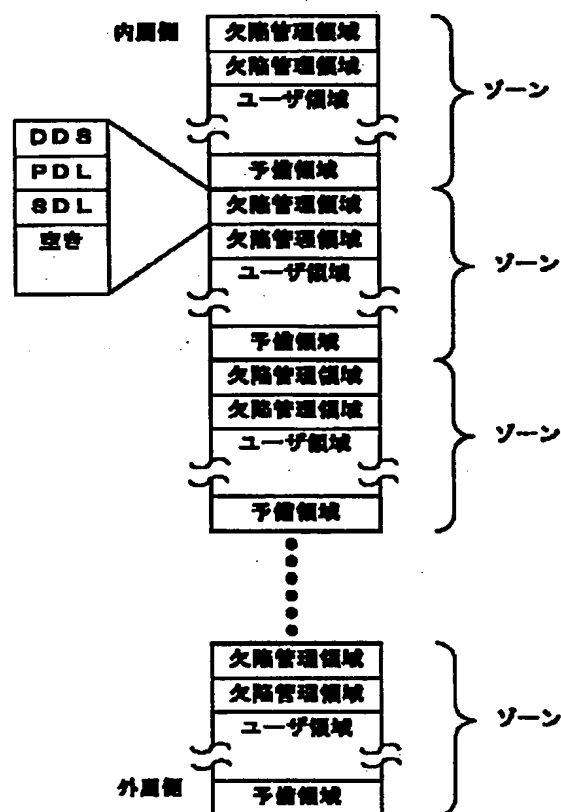 内周側
欠陥管理領域
欠陥管理領域
ユーザ領域
予備領域
ゾーン
DDS
PDL
SDL
空き
欠陥管理領域
欠陥管理領域
ユーザ領域
予備領域
ゾーン
欠陥管理領域
欠陥管理領域
ユーザ領域
予備領域
ゾーン
欠陥管理領域
欠陥管理領域
ユーザ領域
予備領域
ゾーン
外周側